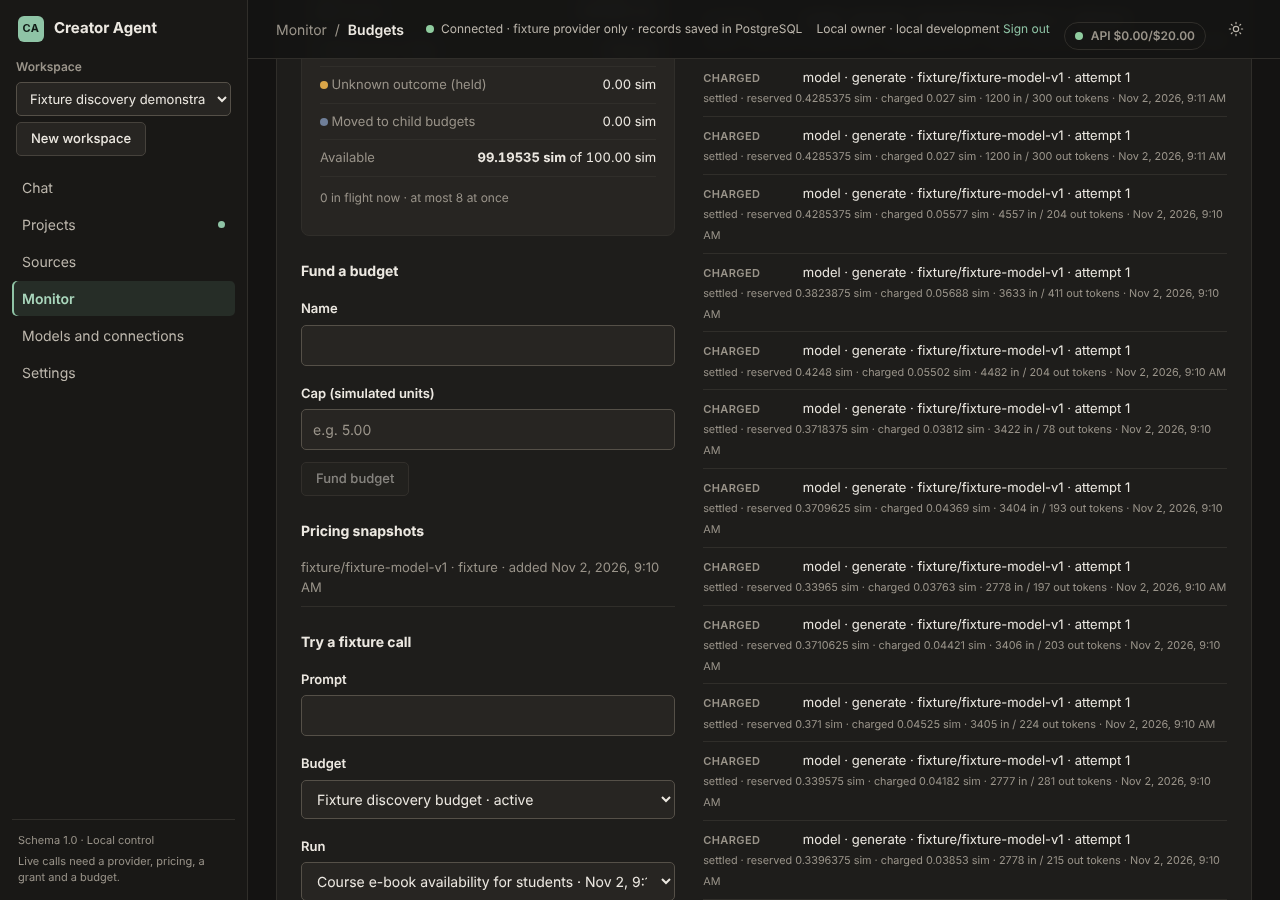 CA
Creator Agent
Workspace
Fixture discovery demonstra
New workspace
Chat
Projects
Sources
Monitor
Models and connections
Settings
Schema 1.0 · Local control
Live calls need a provider, pricing, a
grant and a budget.
Monitor / Budgets
Connected · fixture provider only · records saved in PostgreSQL
Local owner · local development Sign out
API $0.00/$20.00
Unknown outcome (held) 0.00 sim
Moved to child budgets 0.00 sim
Available 99.19535 sim of 100.00 sim
0 in flight now · at most 8 at once
Fund a budget
Name
Cap (simulated units)
e.g. 5.00
Fund budget
Pricing snapshots
fixture/fixture-model-v1 · fixture · added Nov 2, 2026, 9:10
AM
Try a fixture call
Prompt
Budget
Fixture discovery budget · active
Run
Course e-book availability for students · Nov 2, 9:
CHARGED model · generate · fixture/fixture-model-v1 · attempt 1
settled · reserved 0.4285375 sim · charged 0.027 sim · 1200 in / 300 out tokens · Nov 2, 2026, 9:11 AM
CHARGED model · generate · fixture/fixture-model-v1 · attempt 1
settled · reserved 0.4285375 sim · charged 0.027 sim · 1200 in / 300 out tokens · Nov 2, 2026, 9:11 AM
CHARGED model · generate · fixture/fixture-model-v1 · attempt 1
settled · reserved 0.4285375 sim · charged 0.05577 sim · 4557 in / 204 out tokens · Nov 2, 2026, 9:10
AM
CHARGED model · generate · fixture/fixture-model-v1 · attempt 1
settled · reserved 0.3823875 sim · charged 0.05688 sim · 3633 in / 411 out tokens · Nov 2, 2026, 9:10
AM
CHARGED model · generate · fixture/fixture-model-v1 · attempt 1
settled · reserved 0.4248 sim · charged 0.05502 sim · 4482 in / 204 out tokens · Nov 2, 2026, 9:10 AM
CHARGED model · generate · fixture/fixture-model-v1 · attempt 1
settled · reserved 0.3718375 sim · charged 0.03812 sim · 3422 in / 78 out tokens · Nov 2, 2026, 9:10
AM
CHARGED model · generate · fixture/fixture-model-v1 · attempt 1
settled · reserved 0.3709625 sim · charged 0.04369 sim · 3404 in / 193 out tokens · Nov 2, 2026, 9:10
AM
CHARGED model · generate · fixture/fixture-model-v1 · attempt 1
settled · reserved 0.33965 sim · charged 0.03763 sim · 2778 in / 197 out tokens · Nov 2, 2026, 9:10 AM
CHARGED model · generate · fixture/fixture-model-v1 · attempt 1
settled · reserved 0.3710625 sim · charged 0.04421 sim · 3406 in / 203 out tokens · Nov 2, 2026, 9:10
AM
CHARGED model · generate · fixture/fixture-model-v1 · attempt 1
settled · reserved 0.371 sim · charged 0.04525 sim · 3405 in / 224 out tokens · Nov 2, 2026, 9:10 AM
CHARGED model · generate · fixture/fixture-model-v1 · attempt 1
settled · reserved 0.339575 sim · charged 0.04182 sim · 2777 in / 281 out tokens · Nov 2, 2026, 9:10
AM
CHARGED model · generate · fixture/fixture-model-v1 · attempt 1
settled · reserved 0.3396375 sim · charged 0.03853 sim · 2778 in / 215 out tokens · Nov 2, 2026, 9:10
AM